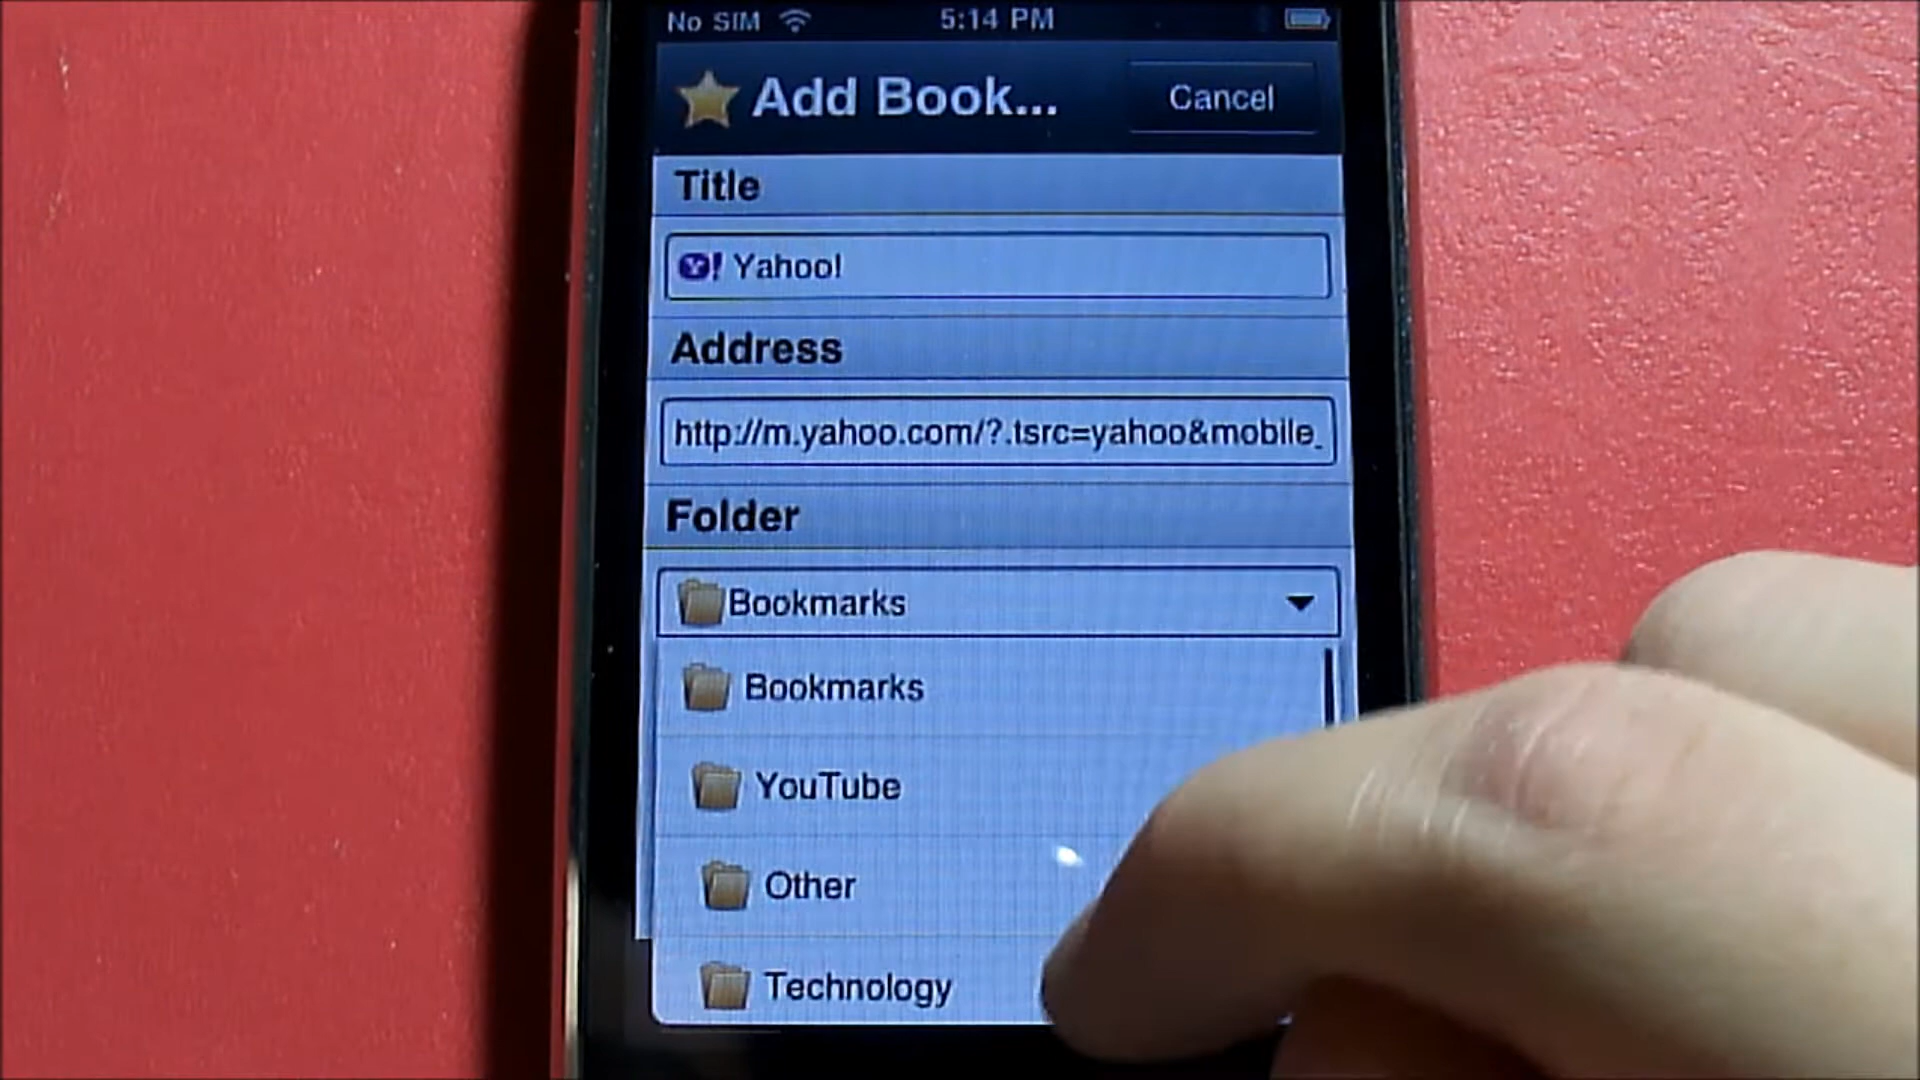 No SIM 5:14 PM
Add Book... Cancel
Title
Y! Yahoo!
Address
http://m.yahoo.com/?.tsrc=yahoo&mobile_
Folder
Bookmarks
Bookmarks
YouTube
Other
Technology